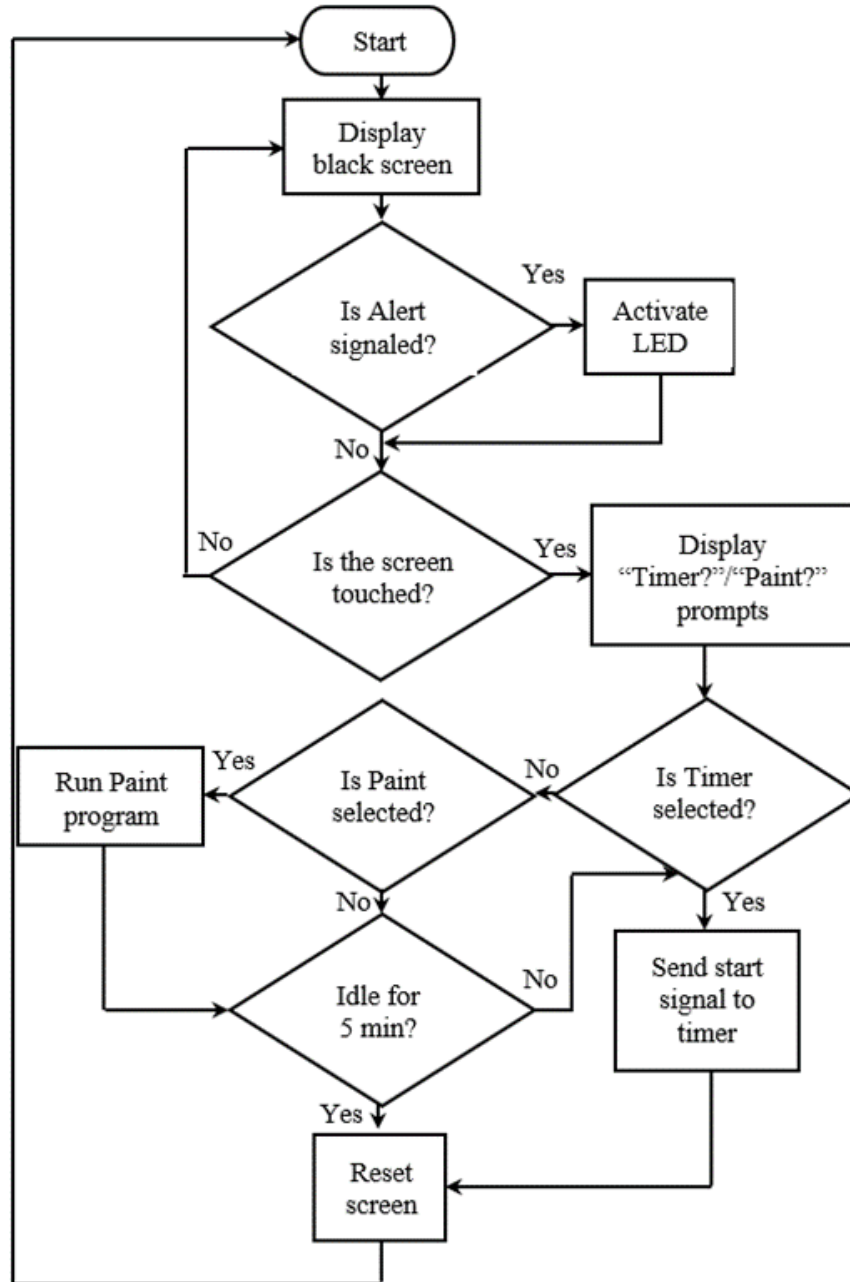 Start
Display
black screen
Yes
Is Alert
signaled?
Activate
LED
No
No
Is the screen
touched?
Yes
Display
“Timer?”/“Paint?”
prompts
Run Paint
program
Yes
Is Paint
selected?
No
Is Timer
selected?
No
Yes
Idle for
5 min?
No
Send start
signal to
timer
Yes
Reset
screen